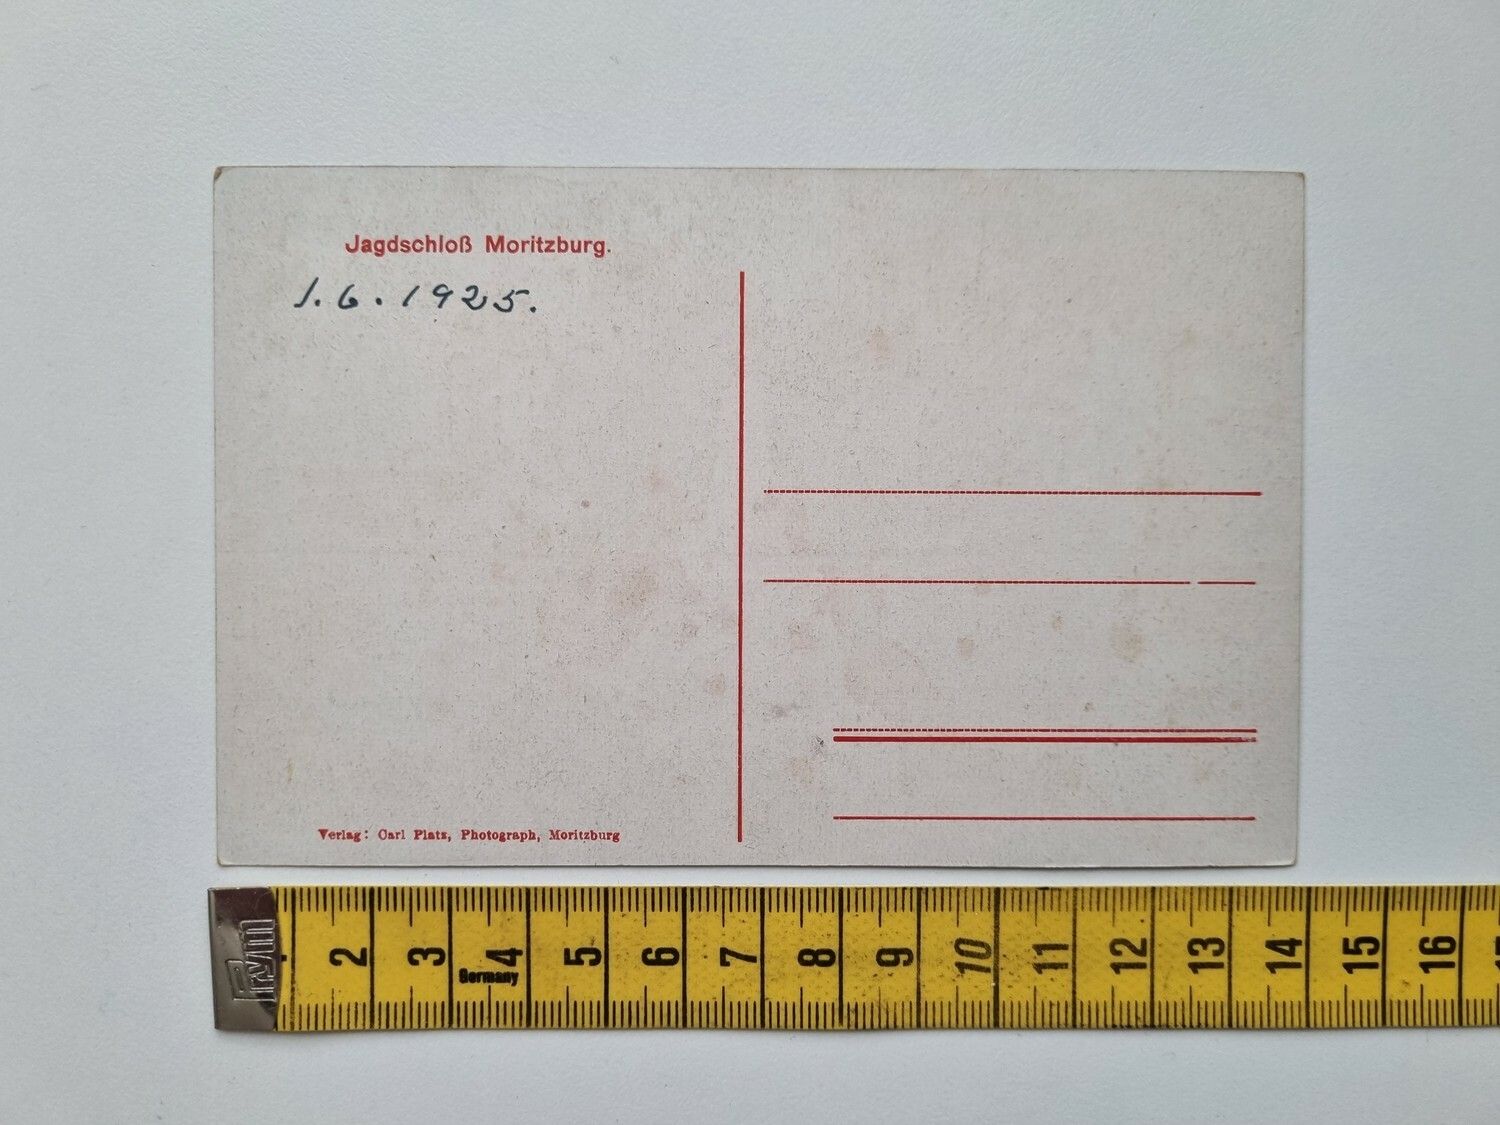 Jagdschloß Moritzburg.
1.6.1925.
Verlag: Carl Platz, Photograph, Moritzburg
Prym
2 3 4 5 6 7 8 9 10 11 12 13 14 15 16
Germany